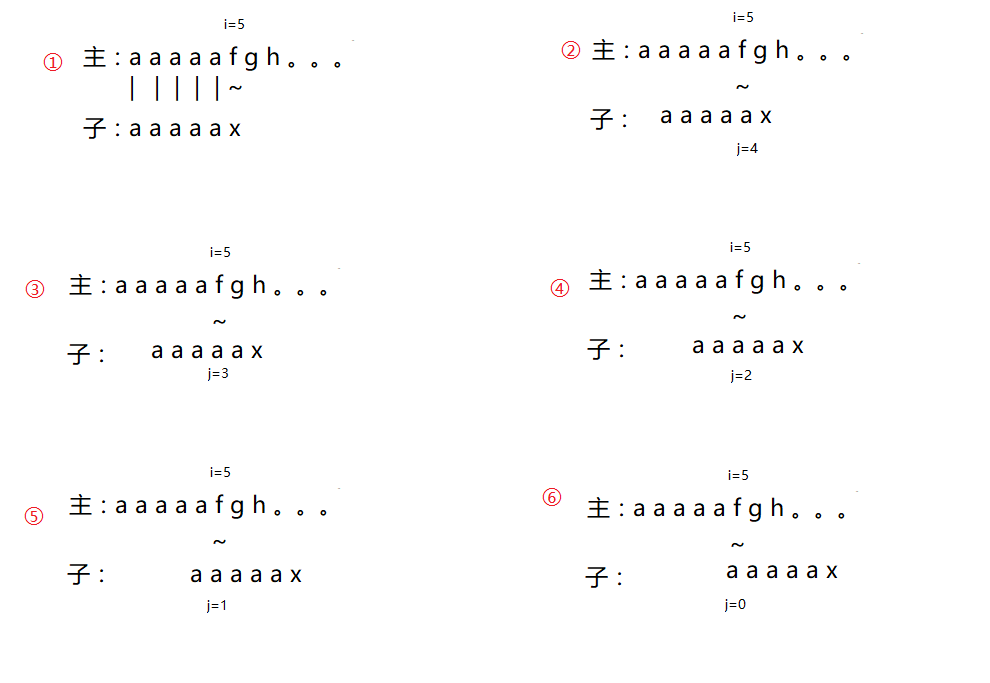 i=5
① 主 : a a a a a f g h 。 。 。
| | | | | ~
子 : a a a a a x
i=5
② 主 : a a a a a f g h 。 。 。
~
子 : a a a a a x
j=4
i=5
③ 主 : a a a a a f g h 。 。 。
~
子 : a a a a a x
j=3
i=5
④ 主 : a a a a a f g h 。 。 。
~
子 : a a a a a x
j=2
i=5
⑤ 主 : a a a a a f g h 。 。 。
~
子 : a a a a a x
j=1
i=5
⑥ 主 : a a a a a f g h 。 。 。
~
子 : a a a a a x
j=0